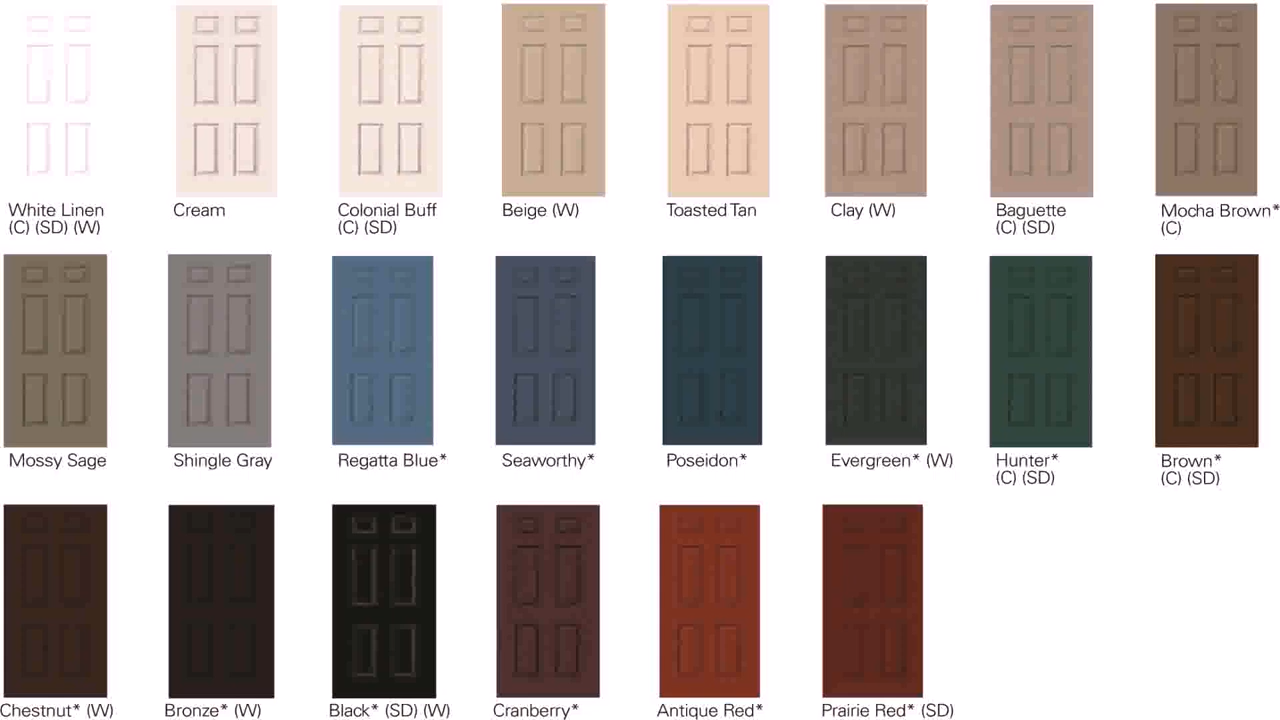 White Linen
(C) (SD) (W)
Cream
Colonial Buff
(C) (SD)
Beige (W)
Toasted Tan
Clay (W)
Baguette
(C) (SD)
Mocha Brown*
(C)
Mossy Sage
Shingle Gray
Regatta Blue*
Seaworthy*
Poseidon*
Evergreen* (W)
Hunter*
(C) (SD)
Brown*
(C) (SD)
Chestnut* (W)
Bronze* (W)
Black* (SD) (W)
Cranberry*
Antique Red*
Prairie Red* (SD)